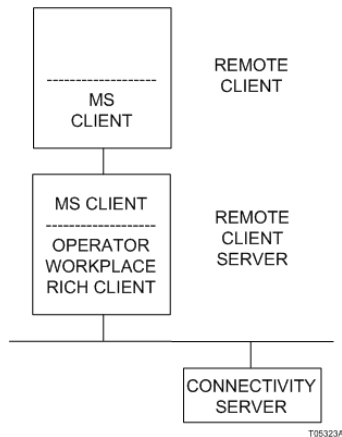 MS
CLIENT
REMOTE
CLIENT
MS CLIENT
OPERATOR
WORKPLACE
RICH CLIENT
REMOTE
CLIENT
SERVER
CONNECTIVITY
SERVER
T05323A